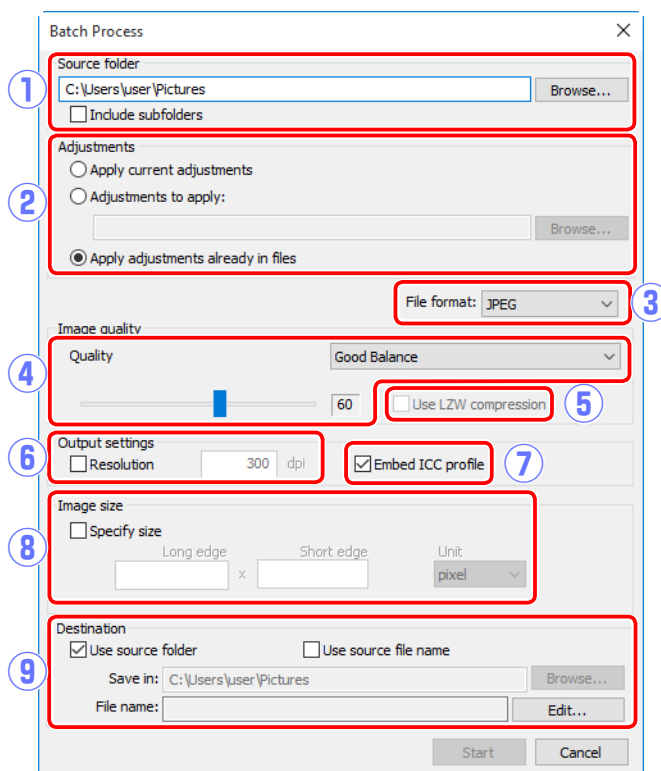 Batch Process
Source folder
1
C:\Users\user\Pictures Browse...
Include subfolders
Adjustments
Apply current adjustments
2
Adjustments to apply:
Browse...
Apply adjustments already in files
File format: JPEG 3
Image quality
4
Quality Good Balance
60 Use LZW compression 5
Output settings
6
Resolution 300 dpi Embed ICC profile 7
Image size
Specify size
8
Long edge Short edge Unit
x pixel
Destination
Use source folder Use source file name
9
Save in: C:\Users\user\Pictures Browse...
File name: Edit...
Start Cancel